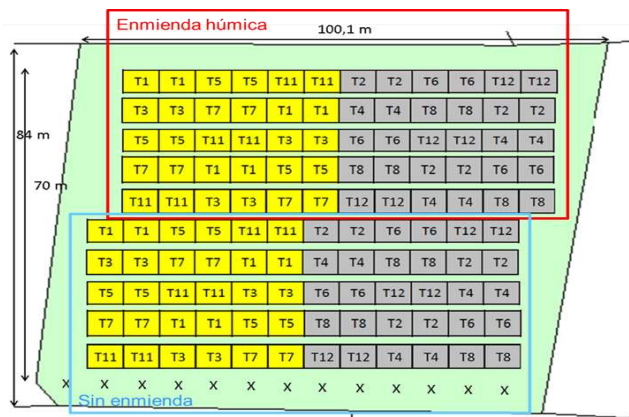 Enmienda húmica
100,1 m
T1 T1 T5 T5 T11 T11 T2 T2 T6 T6 T12 T12
T3 T3 T7 T7 T1 T1 T4 T4 T8 T8 T2 T2
84 m
T5 T5 T11 T11 T3 T3 T6 T6 T12 T12 T4 T4
T7 T7 T1 T1 T5 T5 T8 T8 T2 T2 T6 T6
70 m
T11 T11 T3 T3 T7 T7 T12 T12 T4 T4 T8 T8
T1 T1 T5 T5 T11 T11 T2 T2 T6 T6 T12 T12
T3 T3 T7 T7 T1 T1 T4 T4 T8 T8 T2 T2
T5 T5 T11 T11 T3 T3 T6 T6 T12 T12 T4 T4
T7 T7 T1 T1 T5 T5 T8 T8 T2 T2 T6 T6
T11 T11 T3 T3 T7 T7 T12 T12 T4 T4 T8 T8
X X X X X X X X X X X X
Sin enmienda